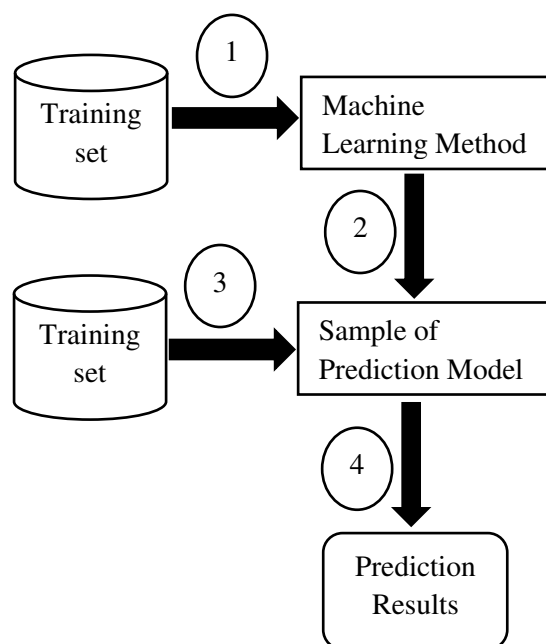 1
Training
set
Machine
Learning Method
2
3
Training
set
Sample of
Prediction Model
4
Prediction
Results